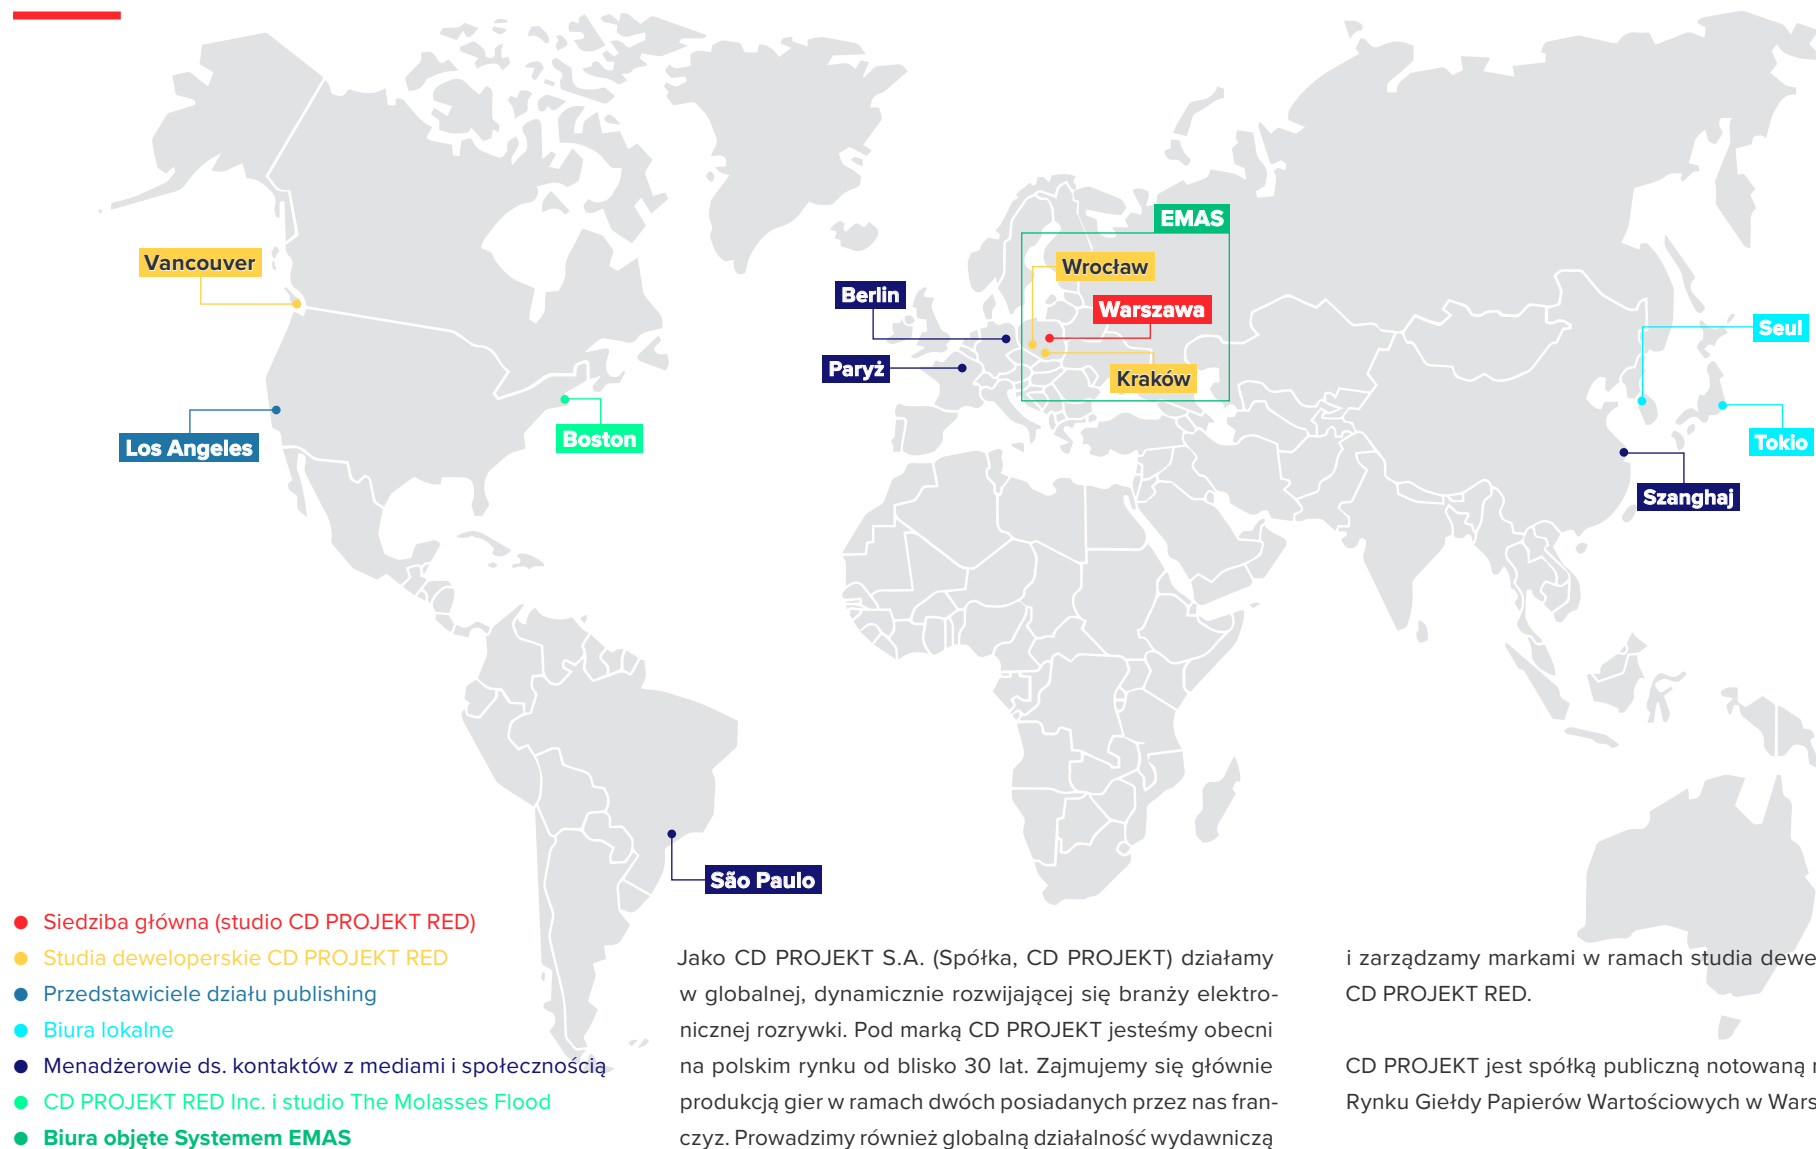 EMAS
Vancouver
Wrocław
Berlin
Warszawa
Seul
Paryż
Kraków
Los Angeles
Boston
Tokio
Szanghaj
São Paulo
Siedziba główna (studio CD PROJEKT RED)
Studia deweloperskie CD PROJEKT RED
Przedstawiciele działu publishing
Biura lokalne
Menadżerowie ds. kontaktów z mediami i społecznością
CD PROJEKT RED Inc. i studio The Molasses Flood
Biura objęte Systemem EMAS
Jako CD PROJEKT S.A. (Spółka, CD PROJEKT) działamy
w globalnej, dynamicznie rozwijającej się branży elektro-
nicznej rozrywki. Pod marką CD PROJEKT jesteśmy obecni
na polskim rynku od blisko 30 lat. Zajmujemy się głównie
produkcją gier w ramach dwóch posiadanych przez nas fran-
czyz. Prowadzimy również globalną działalność wydawniczą
i zarządzamy markami w ramach studia dewe
CD PROJEKT RED.
CD PROJEKT jest spółką publiczną notowaną
Rynku Giełdy Papierów Wartościowych w Wars